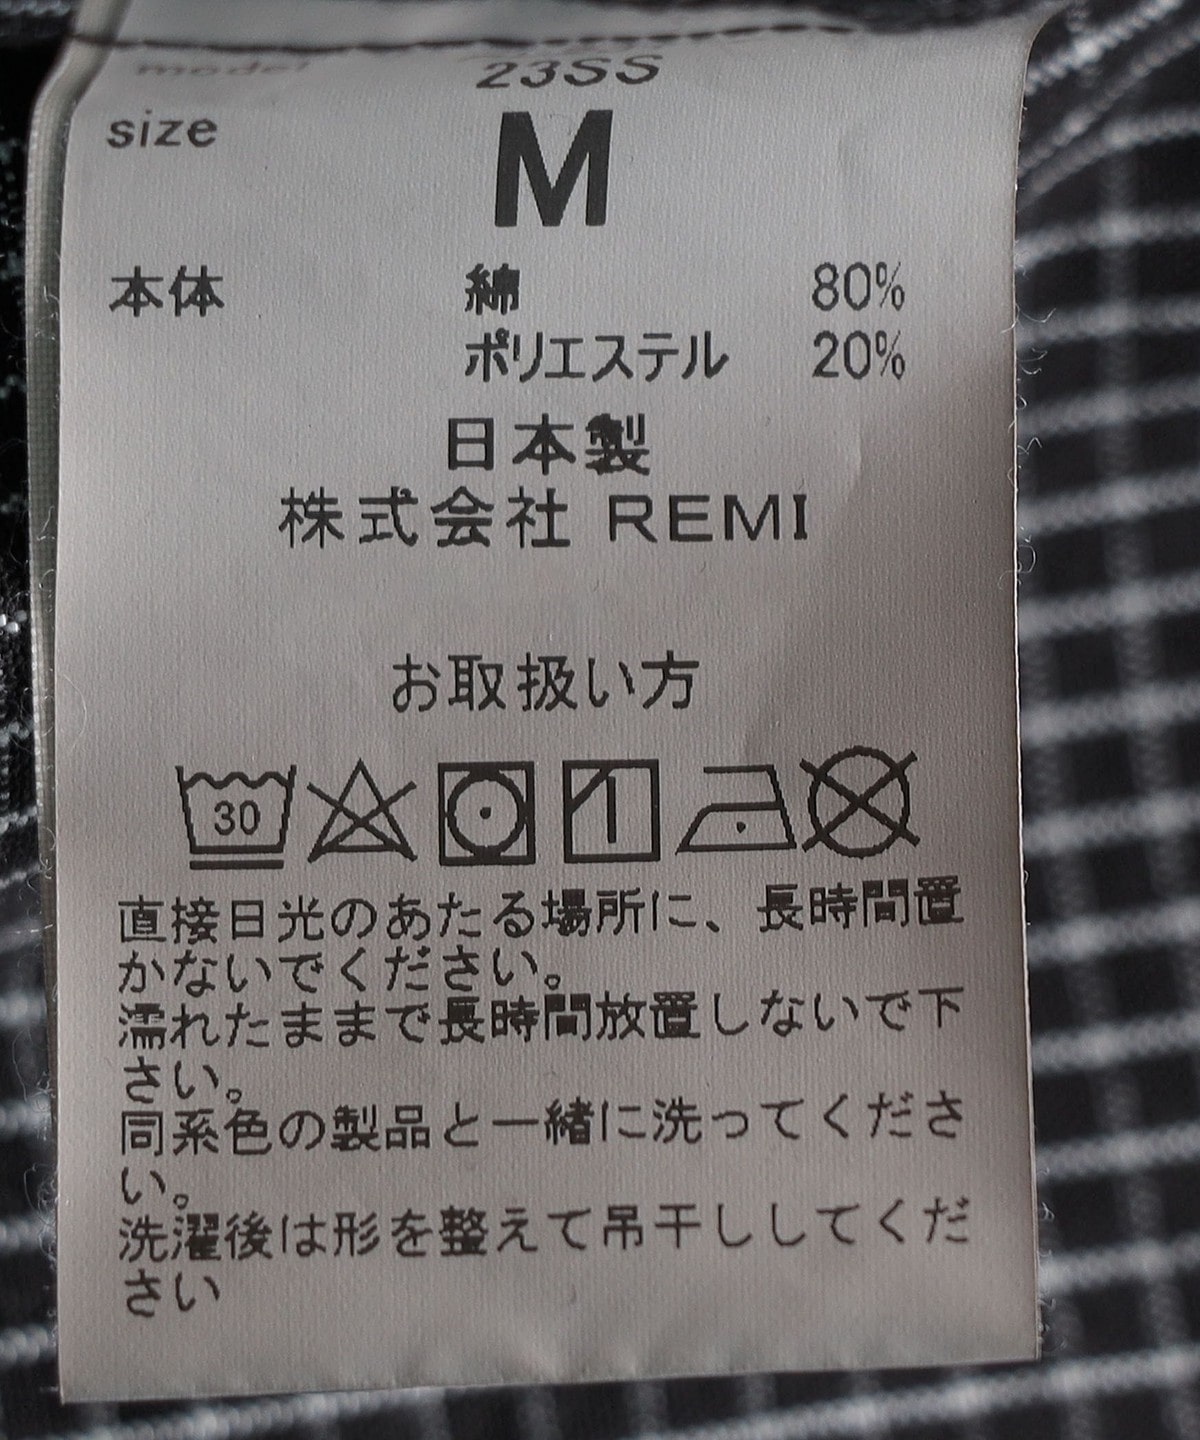 model 23SS
size M
本体 綿 80%
ポリエステル 20%
日本製
株式会社 REMI
お取扱い方
30
直接日光のあたる場所に、長時間置
かないでください。
濡れたままで長時間放置しないで下
さい。
同系色の製品と一緒に洗ってくださ
い。
洗濯後は形を整えて吊干ししてくだ
さい